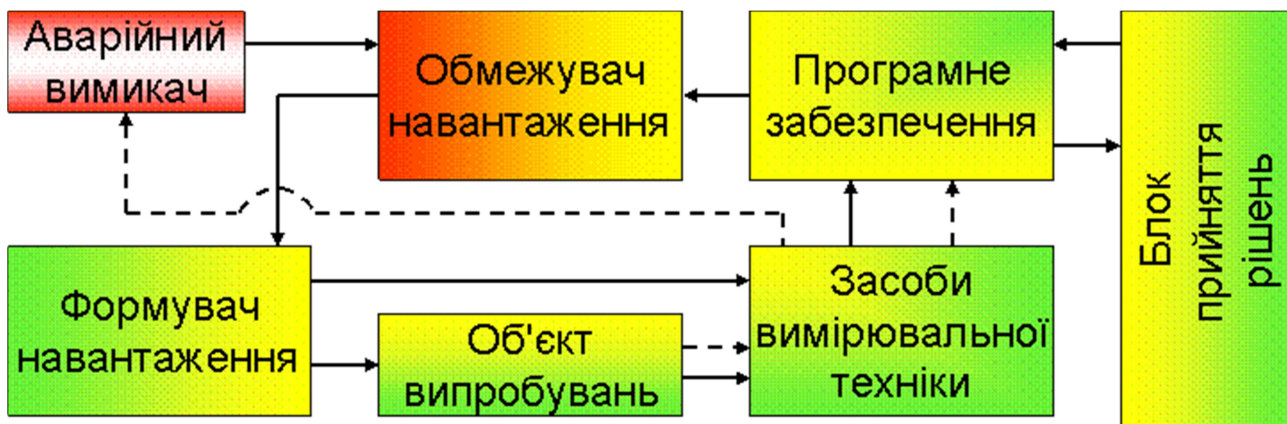 Аварійний
вимикач
Обмежувач
навантаження
Програмне
забезпечення
Блок
прийняття
рішень
Формувач
навантаження
Об'єкт
випробувань
Засоби
вимірювальної
техніки